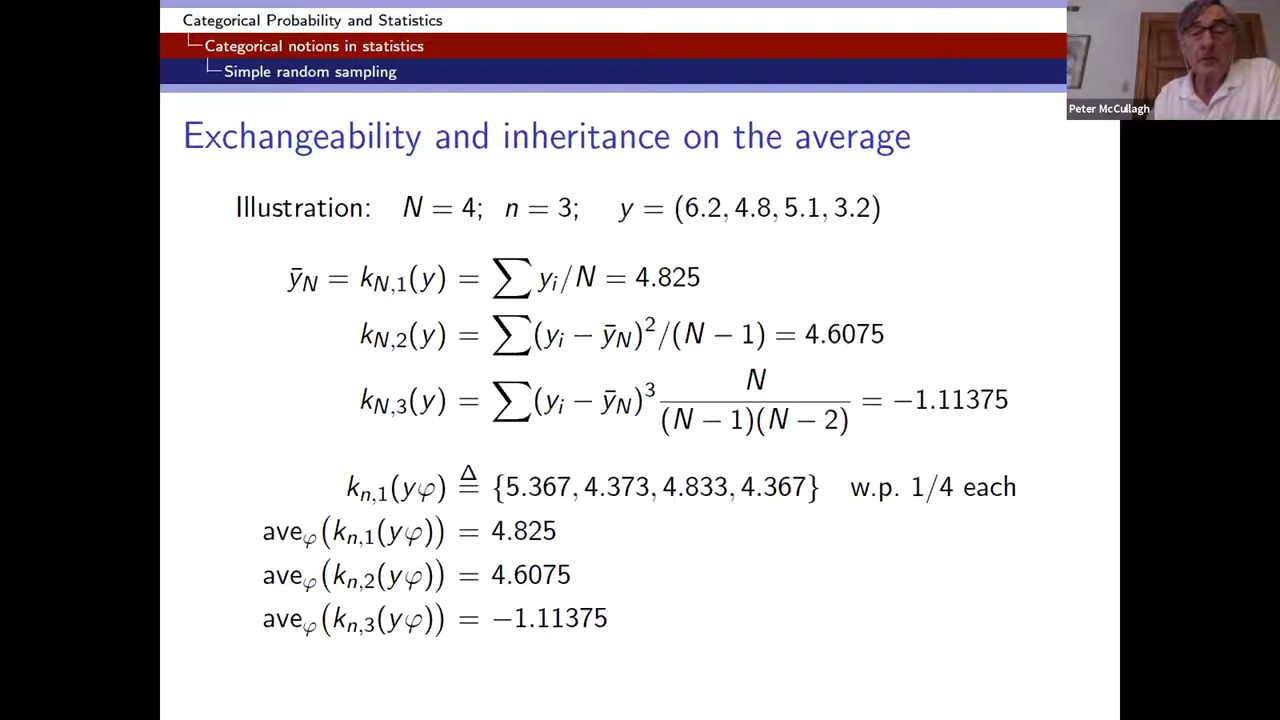 Categorical Probability and Statistics
Categorical notions in statistics
Simple random sampling
Peter McCullagh
Exchangeability and inheritance on the average
Illustration: N = 4; n = 3; y = (6.2, 4.8, 5.1, 3.2)
ȳ_N = k_{N,1}(y) = ∑ y_i/N = 4.825
k_{N,2}(y) = ∑(y_i − ȳ_N)²/(N − 1) = 4.6075
k_{N,3}(y) = ∑(y_i − ȳ_N)³ N/((N − 1)(N − 2)) = −1.11375
k_{n,1}(yφ) ≜ {5.367, 4.373, 4.833, 4.367} w.p. 1/4 each
ave_φ(k_{n,1}(yφ)) = 4.825
ave_φ(k_{n,2}(yφ)) = 4.6075
ave_φ(k_{n,3}(yφ)) = −1.11375